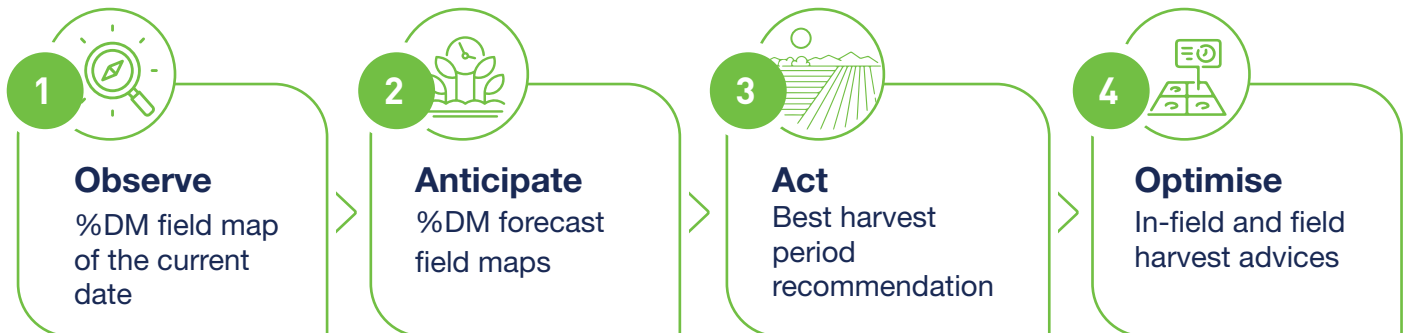 1
Observe
%DM field map
of the current
date
2
Anticipate
%DM forecast
field maps
3
Act
Best harvest
period
recommendation
4
Optimise
In-field and field
harvest advices